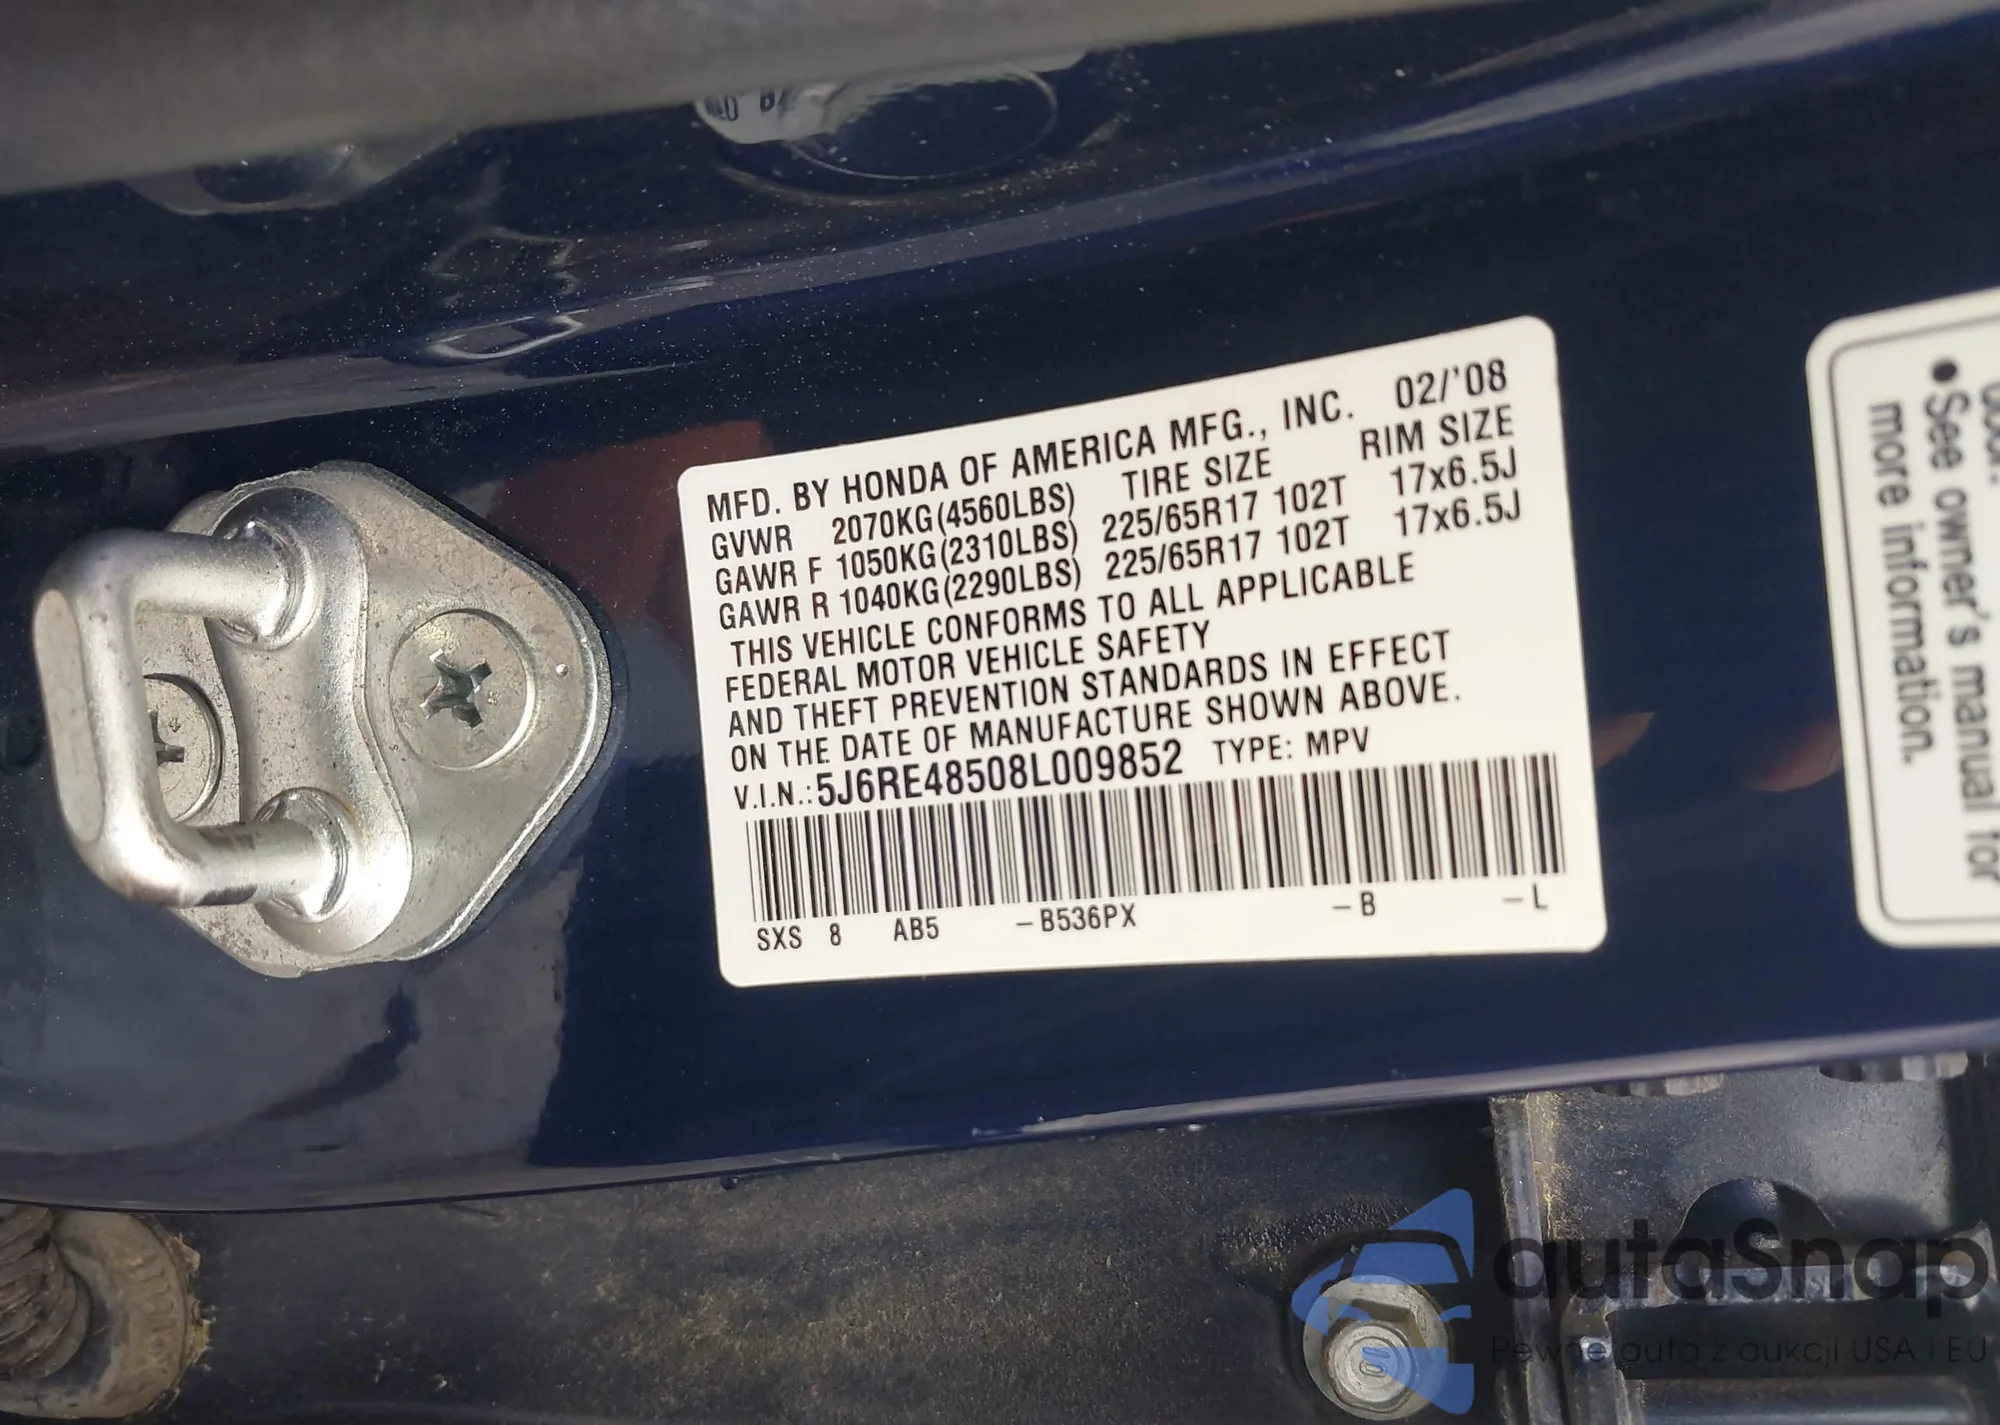 MFD. BY HONDA OF AMERICA MFG., INC. 02/'08
GVWR 2070KG(4560LBS) TIRE SIZE RIM SIZE
GAWR F 1050KG(2310LBS) 225/65R17 102T 17x6.5J
GAWR R 1040KG(2290LBS) 225/65R17 102T 17x6.5J
THIS VEHICLE CONFORMS TO ALL APPLICABLE
FEDERAL MOTOR VEHICLE SAFETY
AND THEFT PREVENTION STANDARDS IN EFFECT
ON THE DATE OF MANUFACTURE SHOWN ABOVE.
V.I.N.:5J6RE48508L009852 TYPE: MPV
SXS 8 AB5 -B536PX -B -L
•See owner's manual for
more information.
autaSnap
Pewne auta z aukcji USA i EU